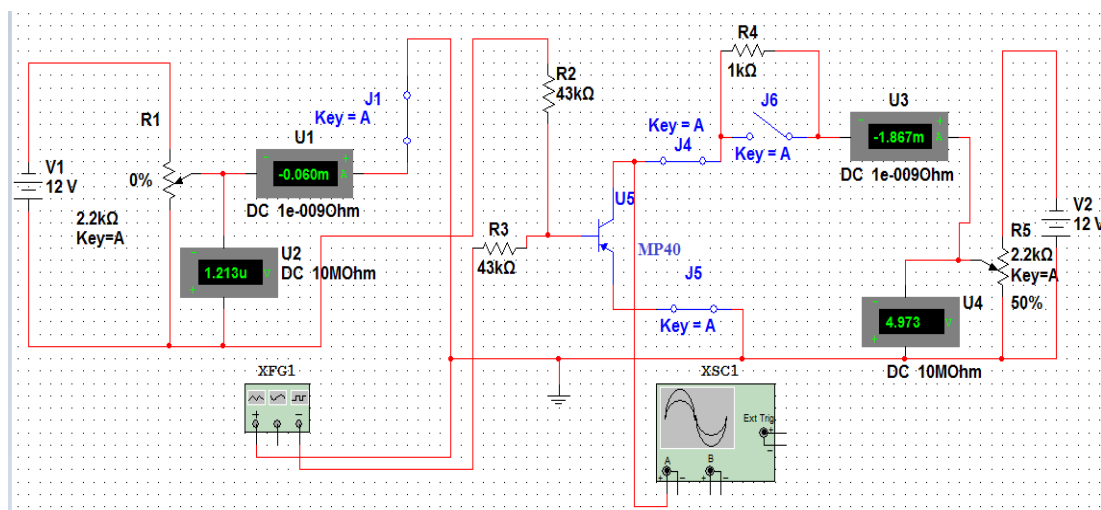 R4
1kΩ
R2
43kΩ
J1
Key = A
J6
U3
R1
Key = A
J4
Key = A
-1.867m
A
U1
-0.060m
A
DC 1e-009Ohm
V1
12 V
0%
DC 1e-009Ohm
U5
V2
12 V
2.2kΩ
Key=A
R3
43kΩ
MP40
R5
2.2kΩ
Key=A
50%
U2
1.213u
V
DC 10MOhm
J5
Key = A
U4
4.973
V
DC 10MOhm
XFG1
XSC1
Ext Trig
A
B